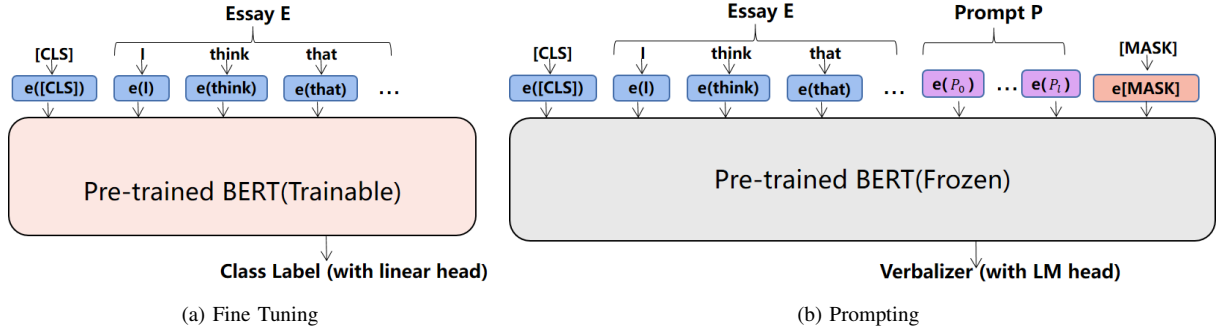 Essay E
[CLS] I think that
e([CLS]) e(I) e(think) e(that) ...
Pre-trained BERT(Trainable)
Class Label (with linear head)
(a) Fine Tuning
Essay E Prompt P
[CLS] I think that [MASK]
e([CLS]) e(I) e(think) e(that) ... e(P₀) ... e(Pₗ) e[MASK]
Pre-trained BERT(Frozen)
Verbalizer (with LM head)
(b) Prompting